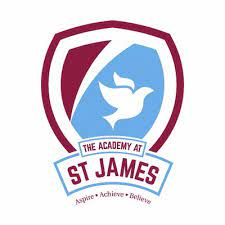 THE ACADEMY AT
ST JAMES
Aspire • Achieve • Believe